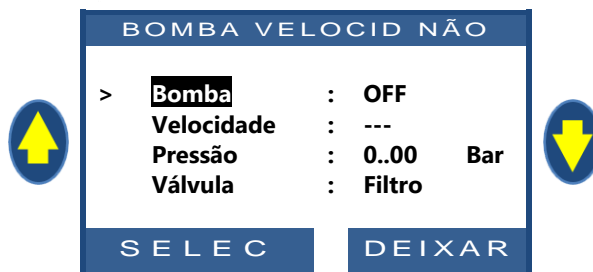 BOMBA VELOCID NÃO
> Bomba : OFF
Velocidade : ---
Pressão : 0..00 Bar
Válvula : Filtro
SELEC DEIXAR